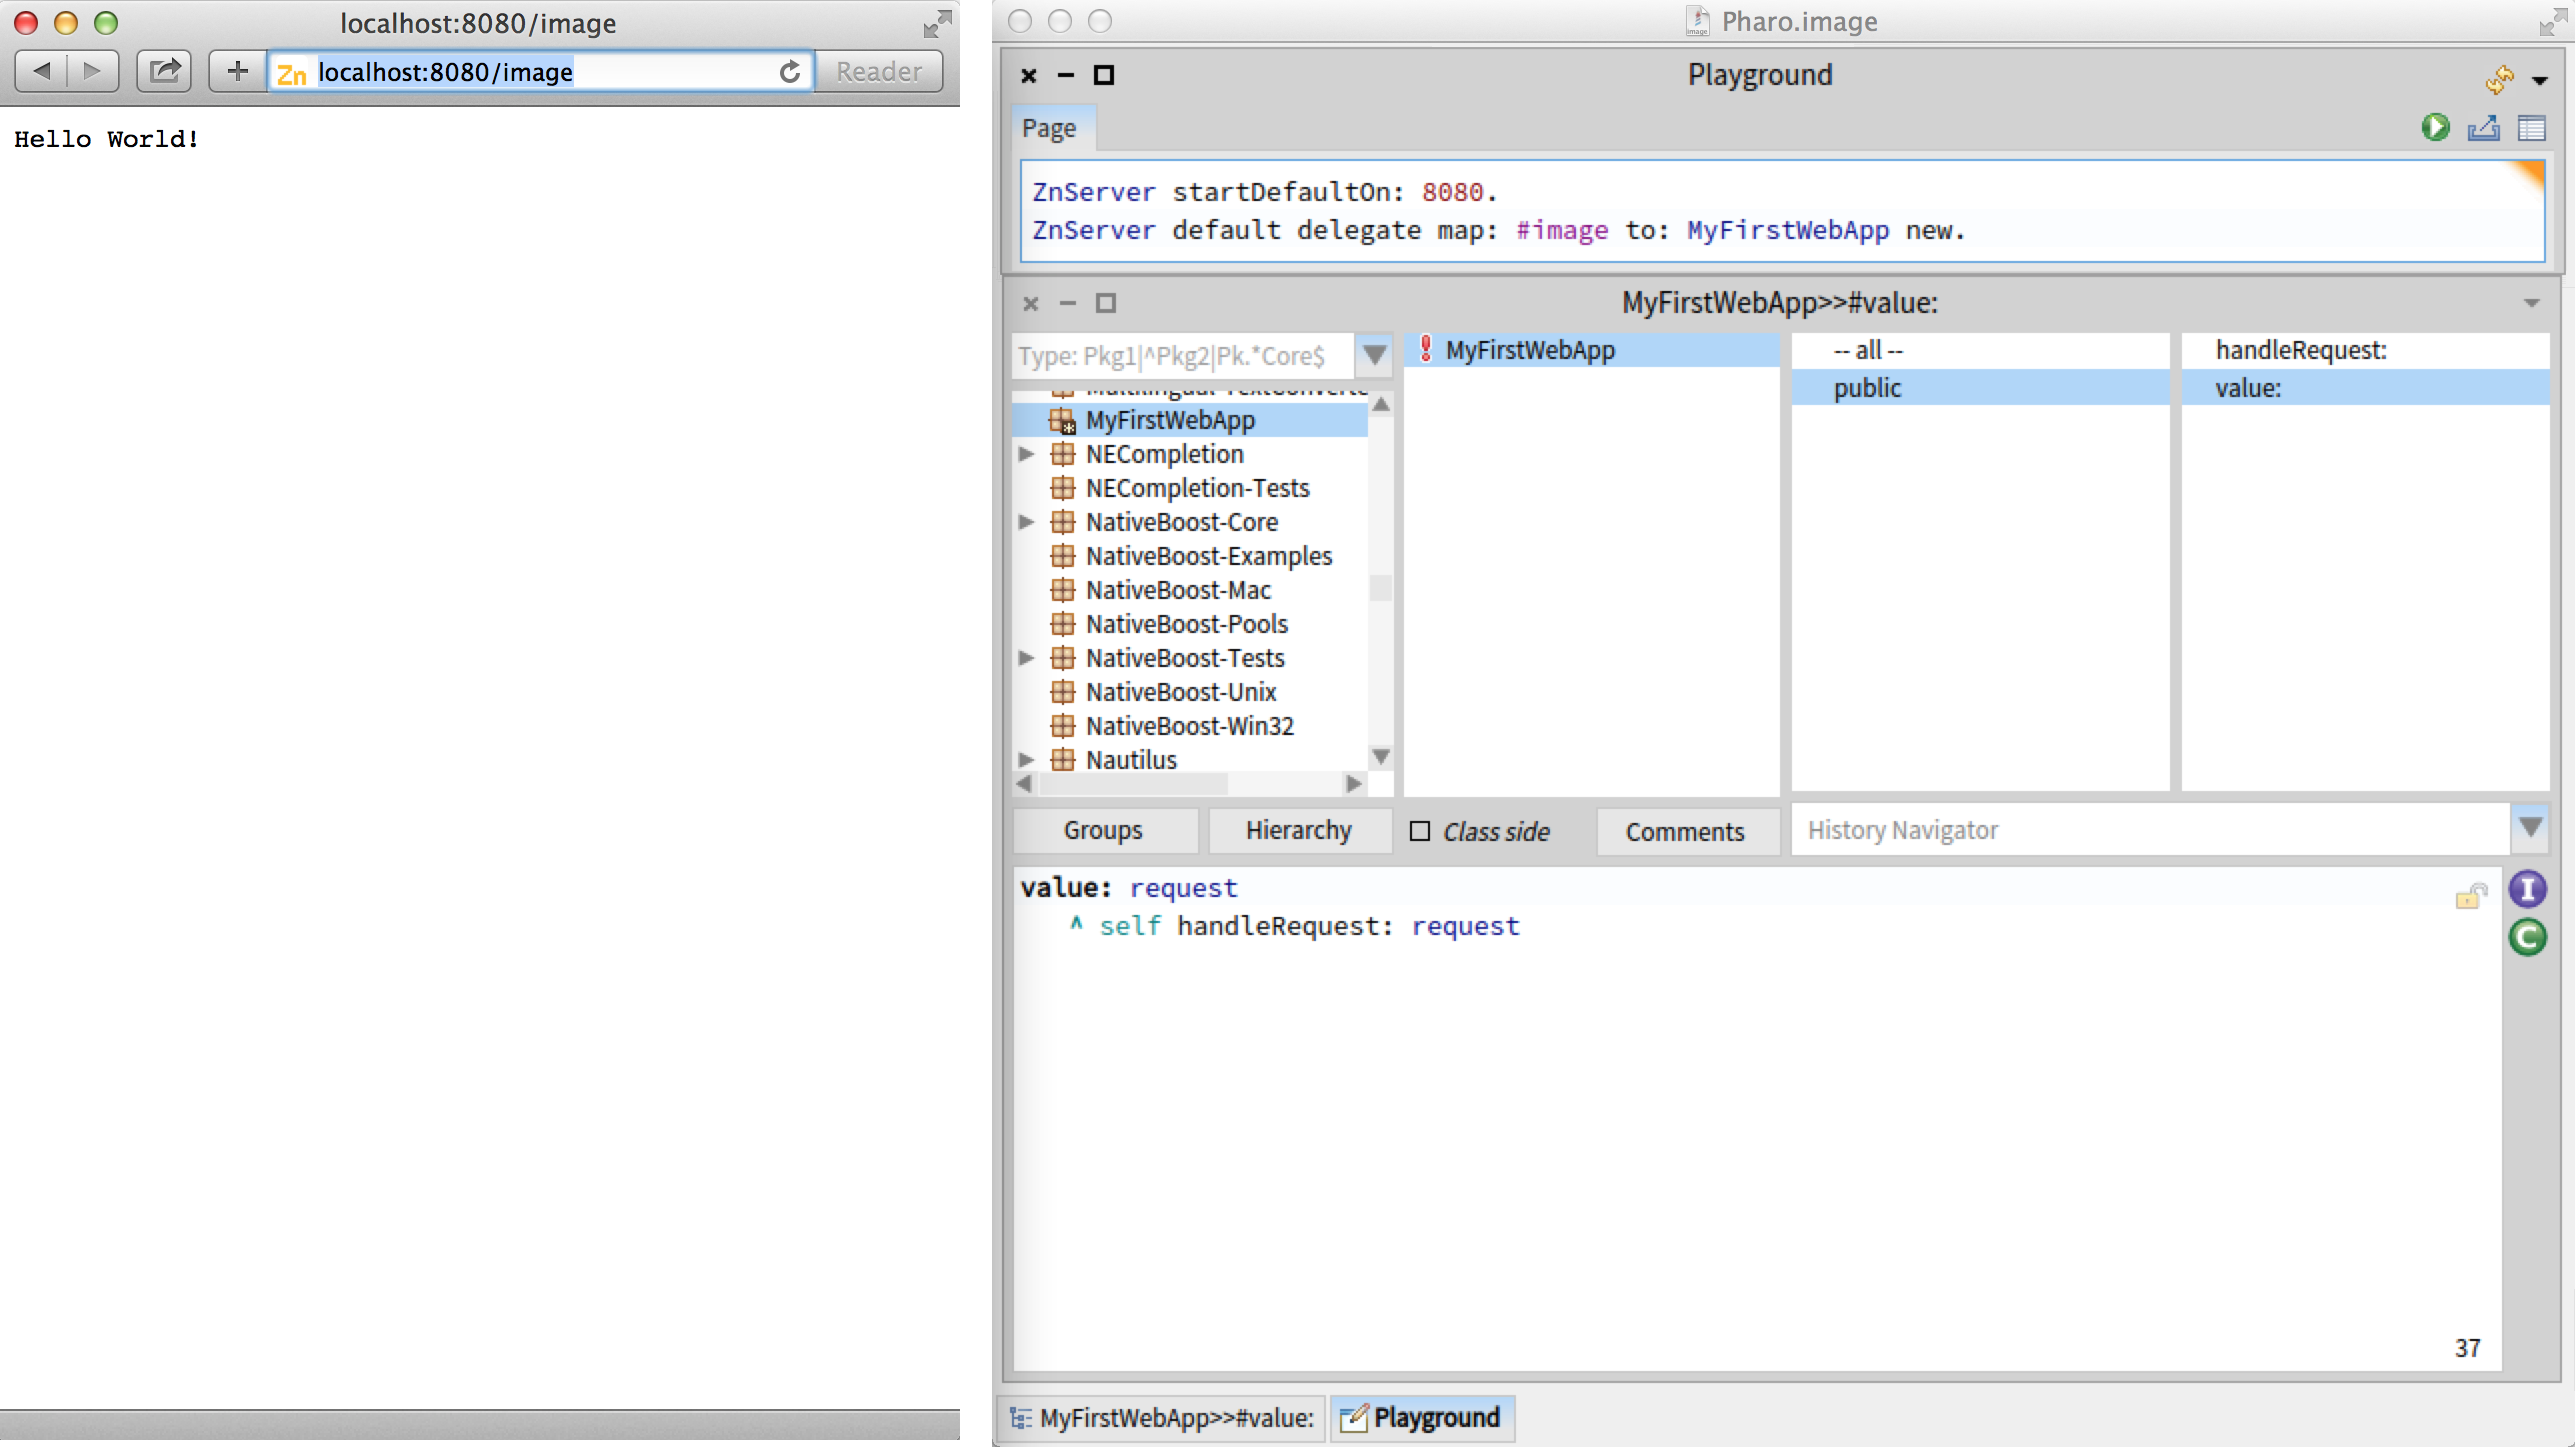 localhost:8080/image
Zn localhost:8080/image
Reader
Hello World!
Pharo.image
Playground
Page
ZnServer startDefaultOn: 8080.
ZnServer default delegate map: #image to: MyFirstWebApp new.
MyFirstWebApp>>#value:
Type: Pkg1|^Pkg2|Pk.*Core$
MyFirstWebApp
NECompletion
NECompletion-Tests
NativeBoost-Core
NativeBoost-Examples
NativeBoost-Mac
NativeBoost-Pools
NativeBoost-Tests
NativeBoost-Unix
NativeBoost-Win32
Nautilus
MyFirstWebApp
-- all --
public
handleRequest:
value:
Groups
Hierarchy
Class side
Comments
History Navigator
value: request
^ self handleRequest: request
I
C
37
MyFirstWebApp>>#value:
Playground